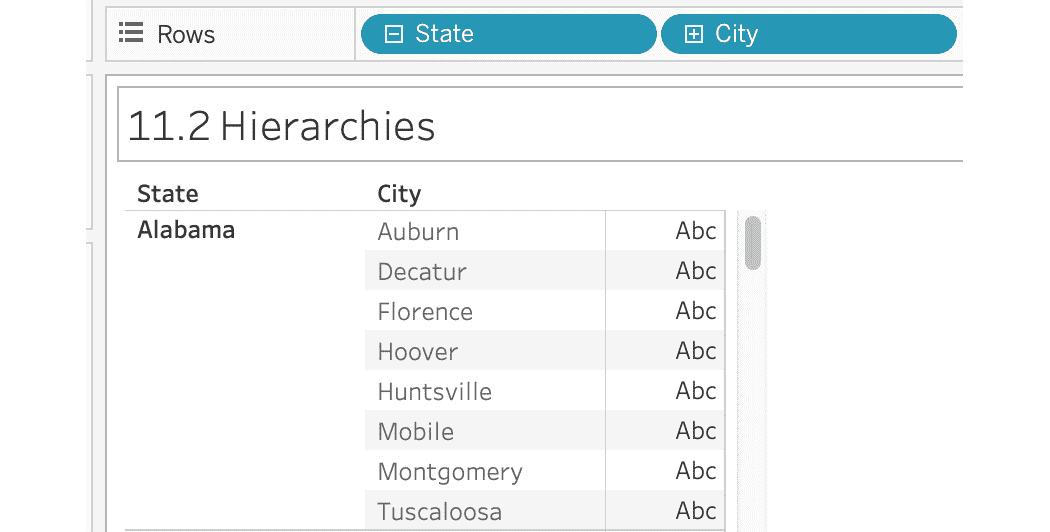 Rows State City
11.2 Hierarchies
State City
Alabama Auburn Abc
Decatur Abc
Florence Abc
Hoover Abc
Huntsville Abc
Mobile Abc
Montgomery Abc
Tuscaloosa Abc